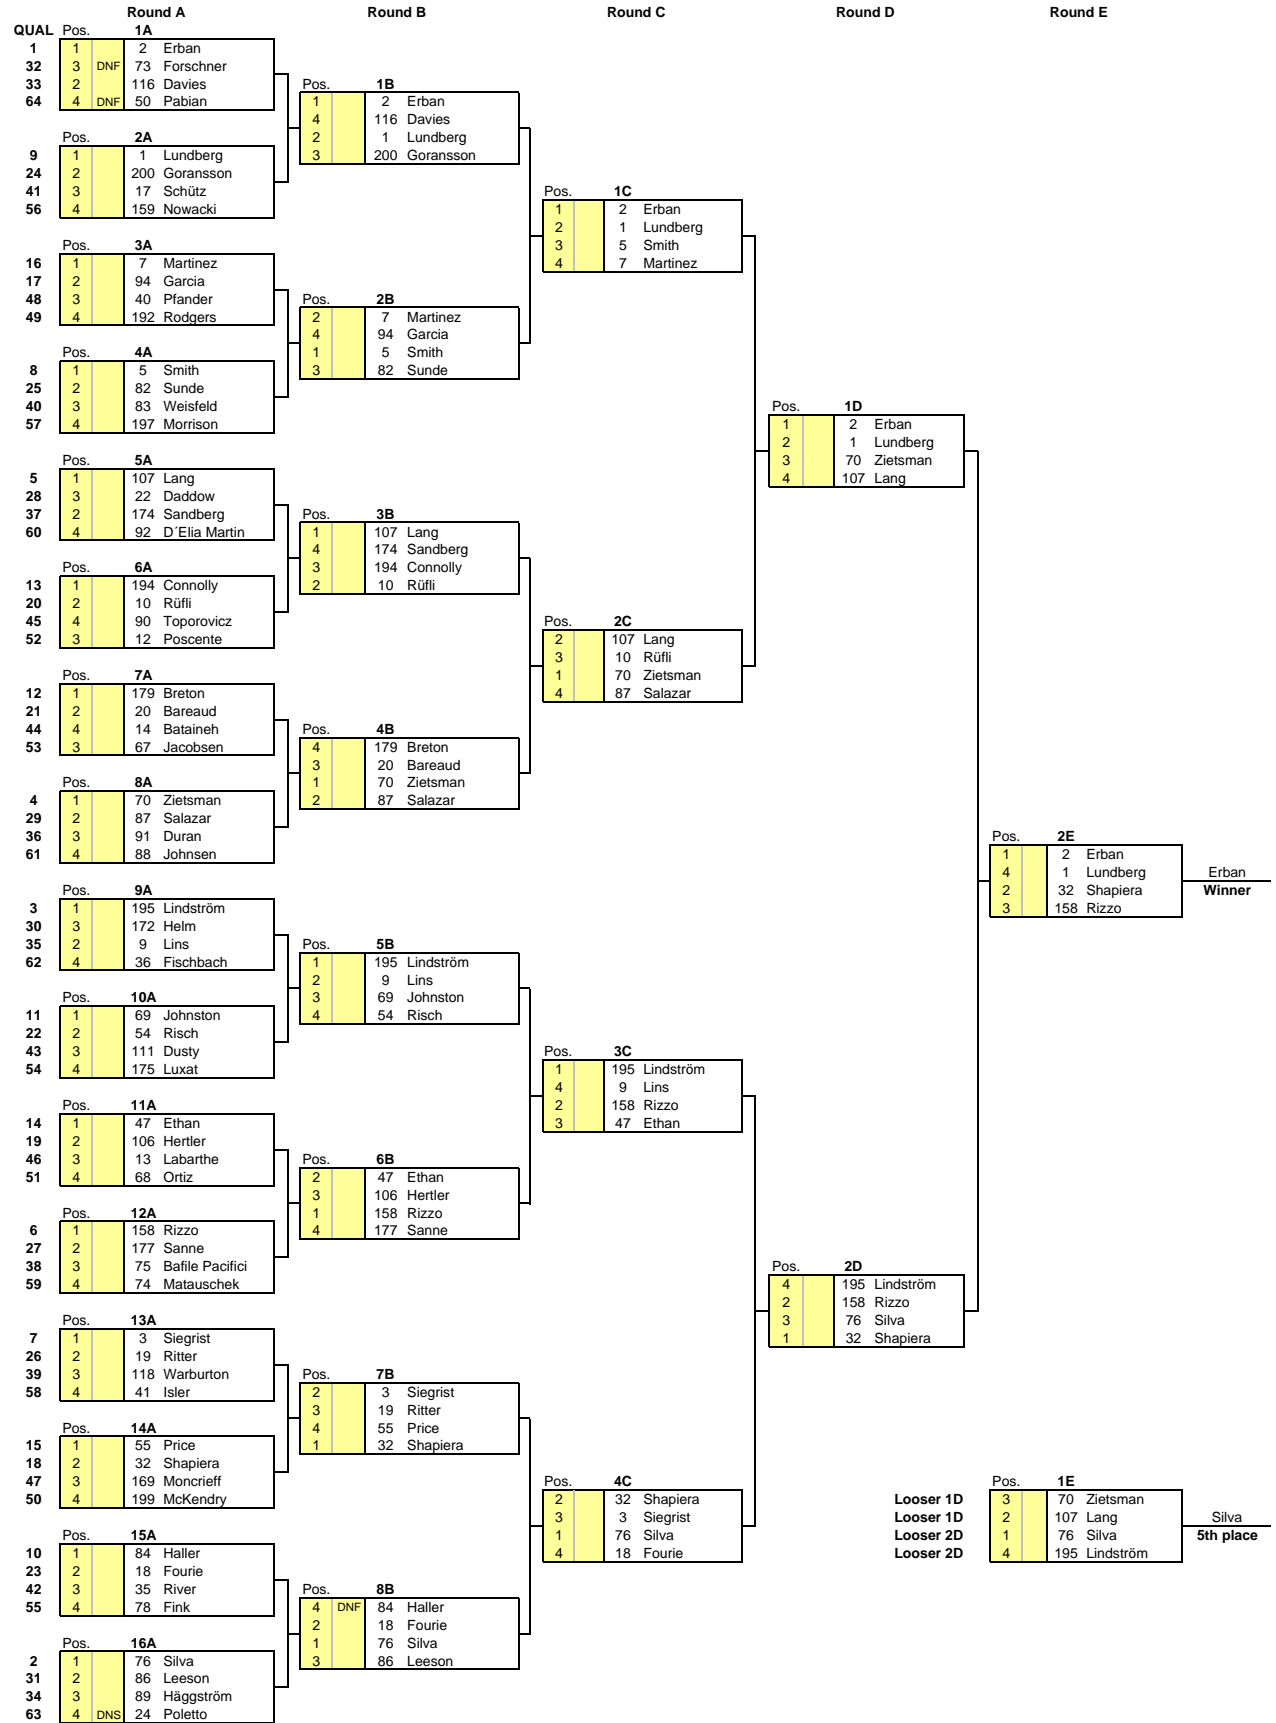 Round A Round B Round C Round D Round E
QUAL Pos. 1A
1 1 2 Erban
32 3 DNF 73 Forschner
33 2 116 Davies
64 4 DNF 50 Pabian
Pos. 2A
9 1 1 Lundberg
24 2 200 Goransson
41 3 17 Schütz
56 4 159 Nowacki
Pos. 3A
16 1 7 Martinez
17 2 94 Garcia
48 3 40 Pfander
49 4 192 Rodgers
Pos. 4A
8 1 5 Smith
25 2 82 Sunde
40 3 83 Weisfeld
57 4 197 Morrison
Pos. 5A
5 1 107 Lang
28 3 22 Daddow
37 2 174 Sandberg
60 4 92 D´Elia Martin
Pos. 6A
13 1 194 Connolly
20 2 10 Rüfli
45 4 90 Toporovicz
52 3 12 Poscente
Pos. 7A
12 1 179 Breton
21 2 20 Bareaud
44 4 14 Bataineh
53 3 67 Jacobsen
Pos. 8A
4 1 70 Zietsman
29 2 87 Salazar
36 3 91 Duran
61 4 88 Johnsen
Pos. 9A
3 1 195 Lindström
30 3 172 Helm
35 2 9 Lins
62 4 36 Fischbach
Pos. 10A
11 1 69 Johnston
22 2 54 Risch
43 3 111 Dusty
54 4 175 Luxat
Pos. 11A
14 1 47 Ethan
19 2 106 Hertler
46 3 13 Labarthe
51 4 68 Ortiz
Pos. 12A
6 1 158 Rizzo
27 2 177 Sanne
38 3 75 Bafile Pacifici
59 4 74 Matauschek
Pos. 13A
7 1 3 Siegrist
26 2 19 Ritter
39 3 118 Warburton
58 4 41 Isler
Pos. 14A
15 1 55 Price
18 2 32 Shapiera
47 3 169 Moncrieff
50 4 199 McKendry
Pos. 15A
10 1 84 Haller
23 2 18 Fourie
42 3 35 River
55 4 78 Fink
Pos. 16A
2 1 76 Silva
31 2 86 Leeson
34 3 89 Häggström
63 4 DNS 24 Poletto
Pos. 1B
1 2 Erban
4 116 Davies
2 1 Lundberg
3 200 Goransson
Pos. 2B
2 7 Martinez
4 94 Garcia
1 5 Smith
3 82 Sunde
Pos. 3B
1 107 Lang
4 174 Sandberg
3 194 Connolly
2 10 Rüfli
Pos. 4B
4 179 Breton
3 20 Bareaud
1 70 Zietsman
2 87 Salazar
Pos. 5B
1 195 Lindström
2 9 Lins
3 69 Johnston
4 54 Risch
Pos. 6B
2 47 Ethan
3 106 Hertler
1 158 Rizzo
4 177 Sanne
Pos. 7B
2 3 Siegrist
3 19 Ritter
4 55 Price
1 32 Shapiera
Pos. 8B
4 DNF 84 Haller
2 18 Fourie
1 76 Silva
3 86 Leeson
Pos. 1C
1 2 Erban
2 1 Lundberg
3 5 Smith
4 7 Martinez
Pos. 2C
2 107 Lang
3 10 Rüfli
1 70 Zietsman
4 87 Salazar
Pos. 3C
1 195 Lindström
4 9 Lins
2 158 Rizzo
3 47 Ethan
Pos. 4C
2 32 Shapiera
3 3 Siegrist
1 76 Silva
4 18 Fourie
Pos. 1D
1 2 Erban
2 1 Lundberg
3 70 Zietsman
4 107 Lang
Pos. 2D
4 195 Lindström
2 158 Rizzo
3 76 Silva
1 32 Shapiera
Pos. 2E
1 2 Erban
4 1 Lundberg Erban
2 32 Shapiera Winner
3 158 Rizzo
Pos. 1E
Looser 1D 3 70 Zietsman
Looser 1D 2 107 Lang Silva
Looser 2D 1 76 Silva 5th place
Looser 2D 4 195 Lindström